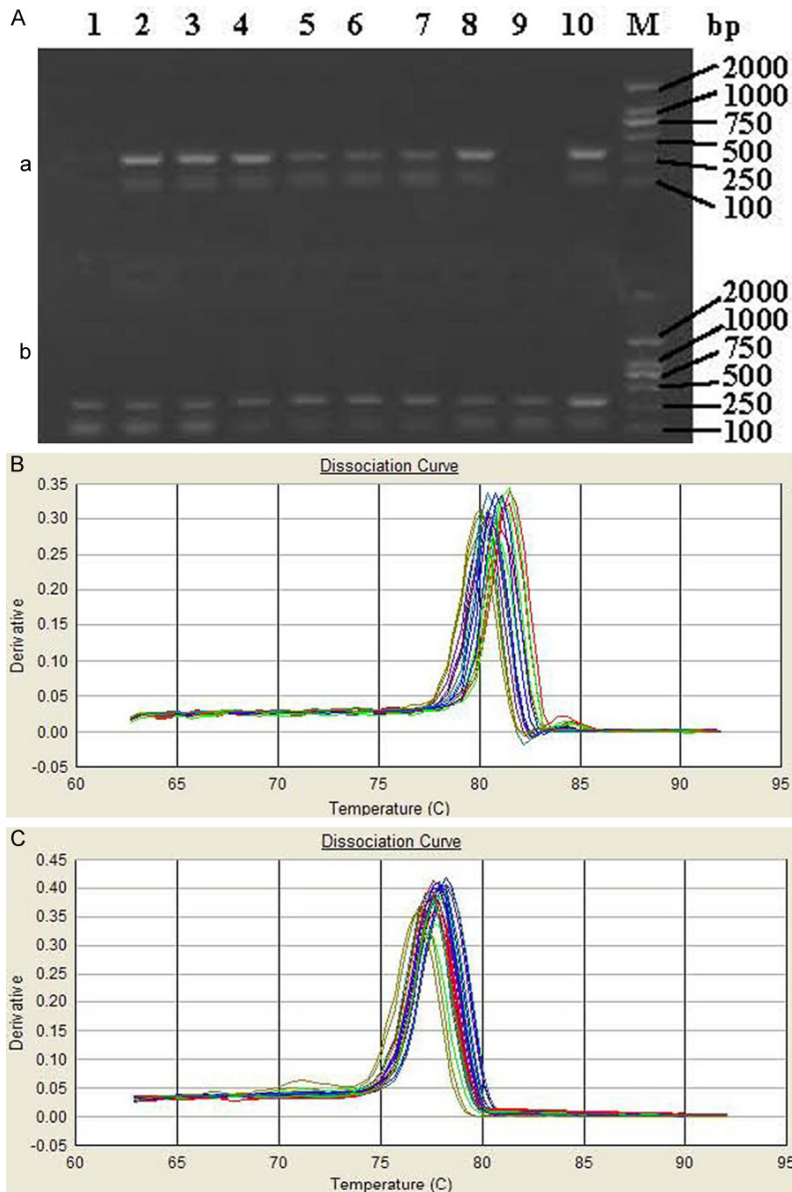 A
1 2 3 4 5 6 7 8 9 10 M bp
2000
1000
750
500
250
100
a
2000
1000
750
500
250
100
b
B
Dissociation Curve
0.35
0.30
0.25
0.20
0.15
0.10
0.05
0.00
-0.05
Derivative
60 65 70 75 80 85 90 95
Temperature (C)
C
Dissociation Curve
0.45
0.40
0.35
0.30
0.25
0.20
0.15
0.10
0.05
0.00
-0.05
Derivative
60 65 70 75 80 85 90 95
Temperature (C)